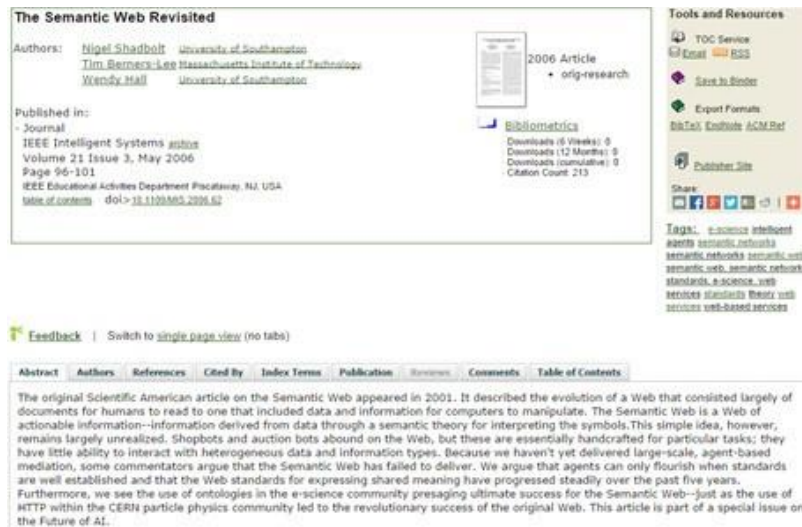 The Semantic Web Revisited
Authors: Nigel Shadbolt University of Southampton
Tim Berners-Lee Massachusetts Institute of Technology
Wendy Hall University of Southampton
2006 Article
• orig-research
Published in:
- Journal
IEEE Intelligent Systems archive
Volume 21 Issue 3, May 2006
Page 96-101
IEEE Educational Activities Department Piscataway, NJ, USA
table of contents doi>10.1109/MIS.2006.62
Bibliometrics
Downloads (6 Weeks): 0
Downloads (12 Months): 0
Downloads (cumulative): 0
Citation Count: 213
Tools and Resources
TOC Service:
Email RSS
Save to Binder
Export Formats:
BibTeX EndNote ACM Ref
Publisher Site
Share:
Tags: e-science intelligent
agents semantic networks
semantic networks semantic web
semantic web, semantic network
standards, e-science, web
services standards theory web
services web-based services
Feedback | Switch to single page view (no tabs)
Abstract Authors References Cited By Index Terms Publication Reviews Comments Table of Contents
The original Scientific American article on the Semantic Web appeared in 2001. It described the evolution of a Web that consisted largely of
documents for humans to read to one that included data and information for computers to manipulate. The Semantic Web is a Web of
actionable information--information derived from data through a semantic theory for interpreting the symbols.This simple idea, however,
remains largely unrealized. Shopbots and auction bots abound on the Web, but these are essentially handcrafted for particular tasks; they
have little ability to interact with heterogeneous data and information types. Because we haven't yet delivered large-scale, agent-based
mediation, some commentators argue that the Semantic Web has failed to deliver. We argue that agents can only flourish when standards
are well established and that the Web standards for expressing shared meaning have progressed steadily over the past five years.
Furthermore, we see the use of ontologies in the e-science community presaging ultimate success for the Semantic Web--just as the use of
HTTP within the CERN particle physics community led to the revolutionary success of the original Web. This article is part of a special issue on
the Future of AI.